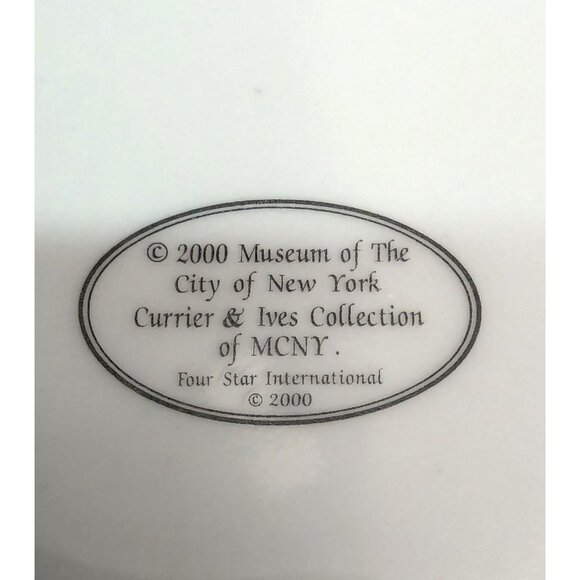 © 2000 Museum of The
City of New York
Currier & Ives Collection
of MCNY.
Four Star International
© 2000